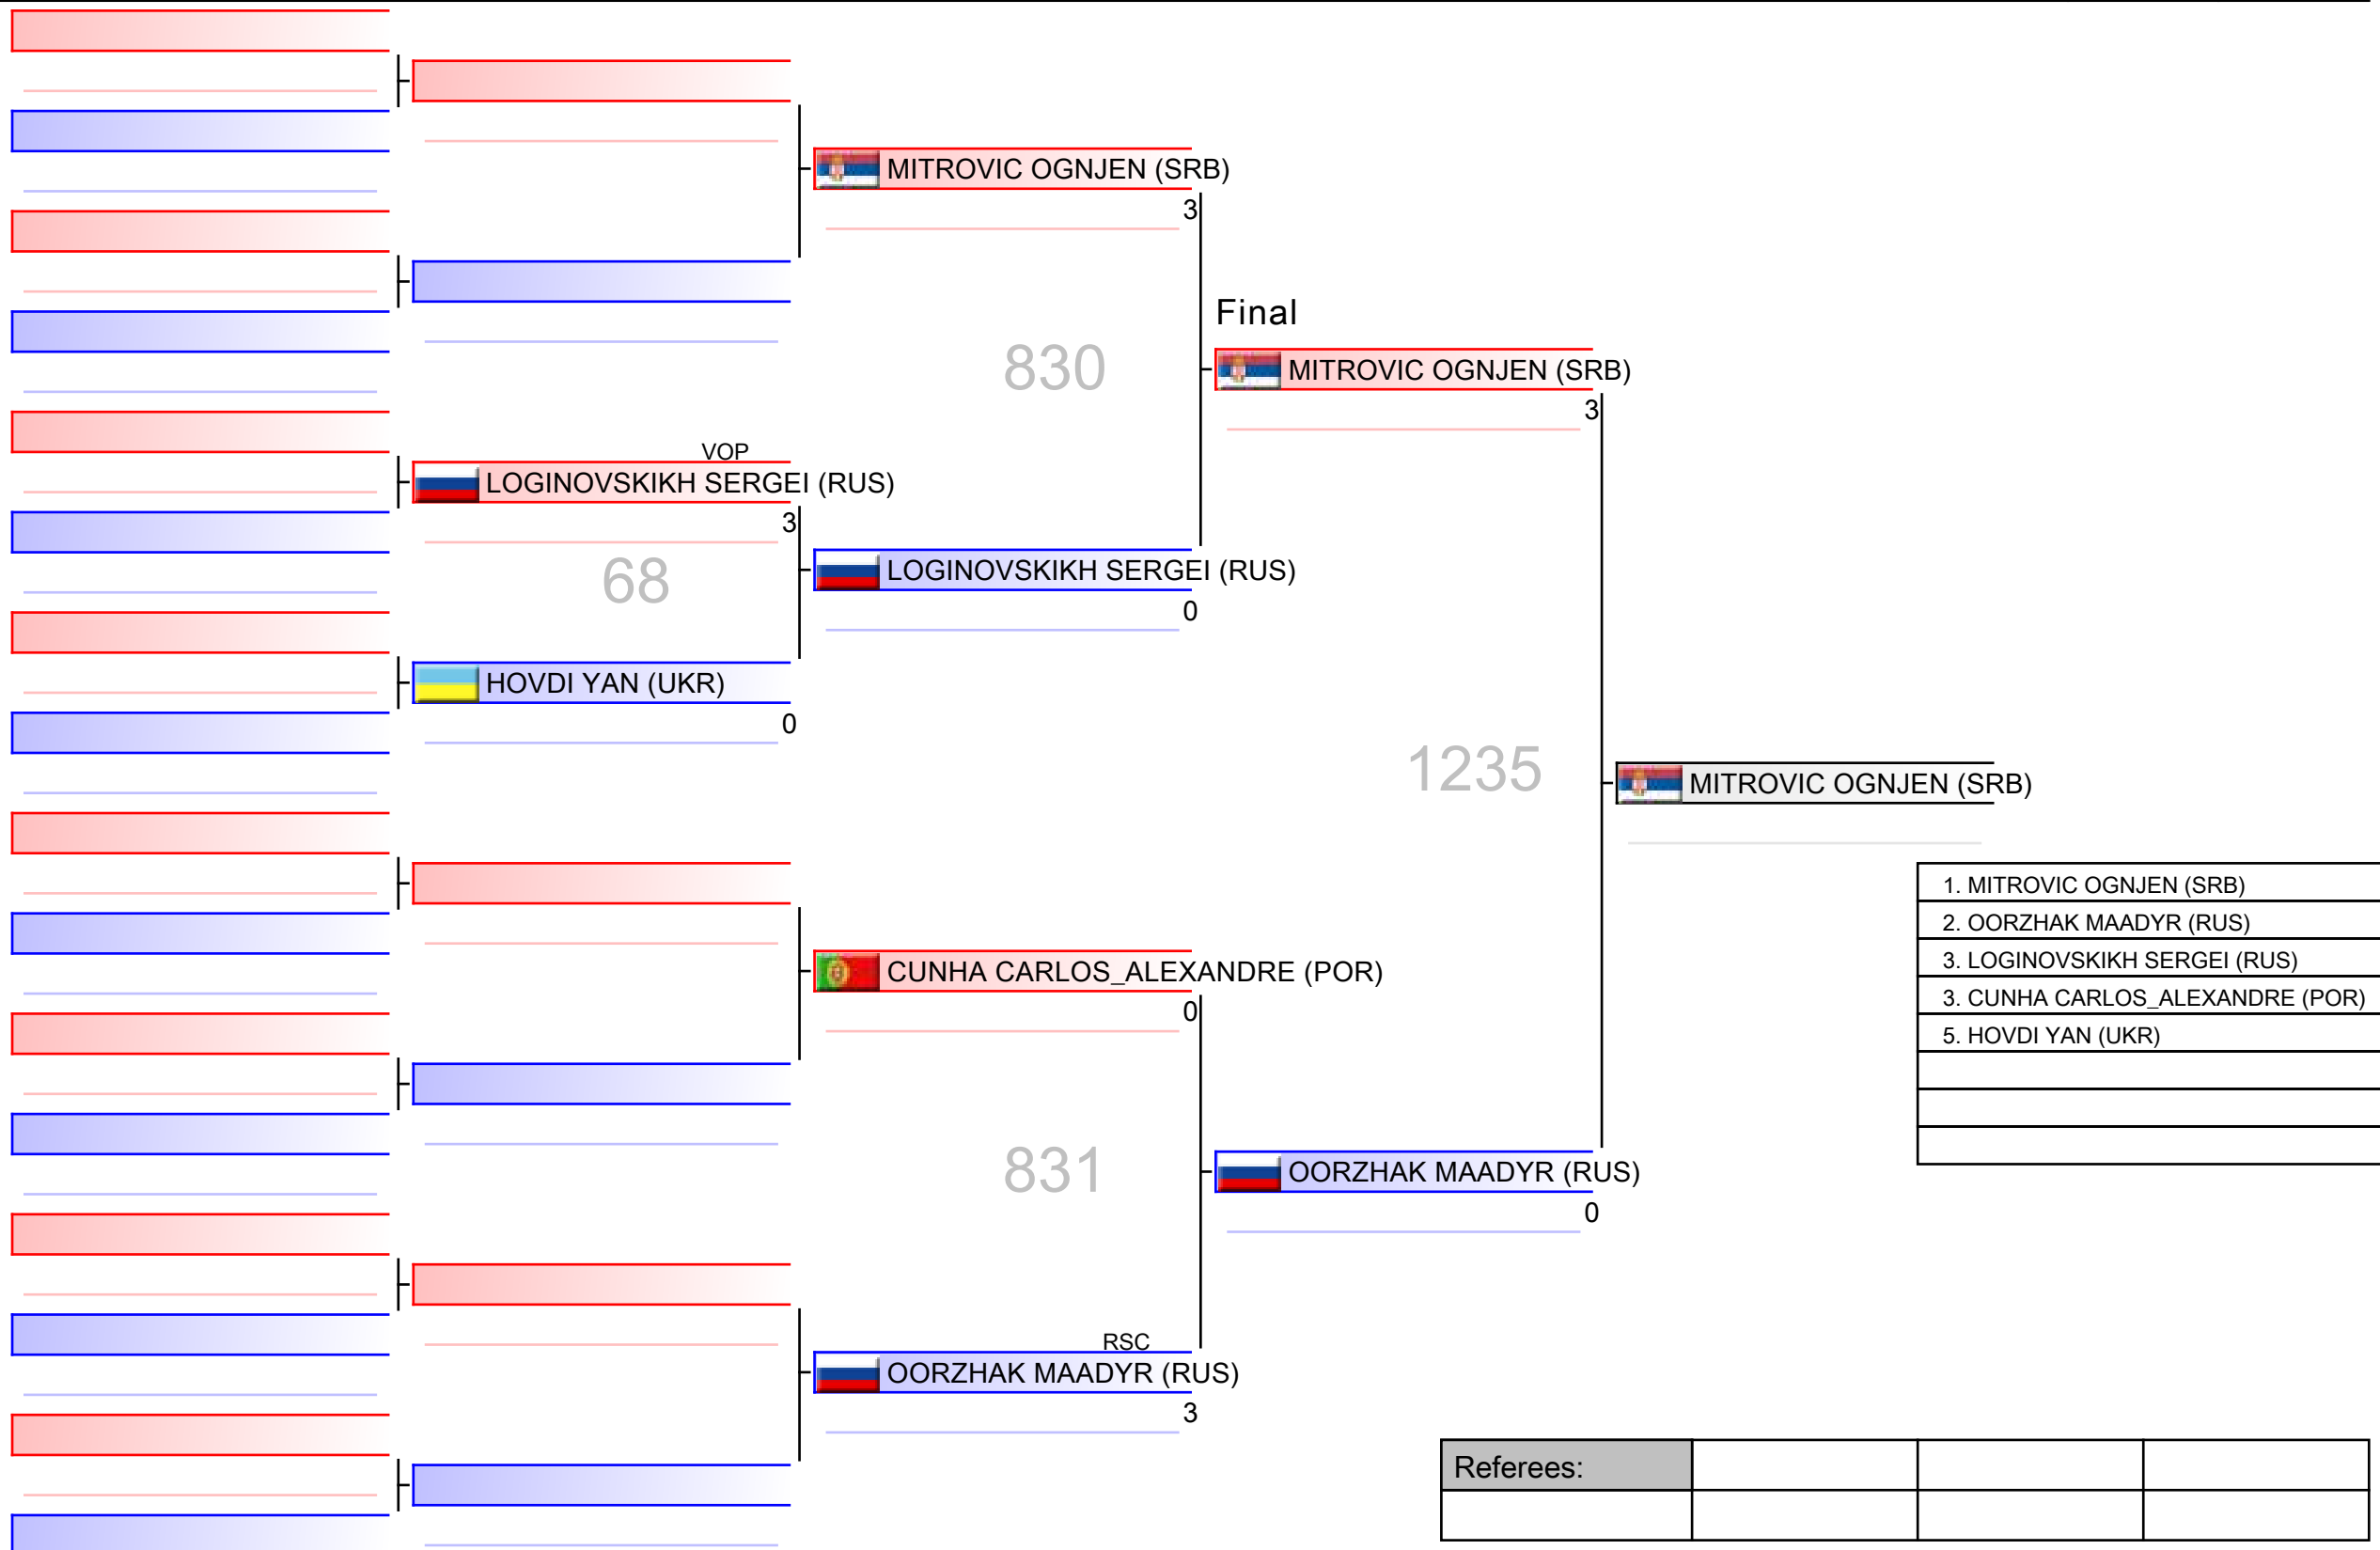 MITROVIC OGNJEN (SRB)
3
Final
830
MITROVIC OGNJEN (SRB)
3
VOP
LOGINOVSKIKH SERGEI (RUS)
3
68
LOGINOVSKIKH SERGEI (RUS)
0
HOVDI YAN (UKR)
0
1235
MITROVIC OGNJEN (SRB)
1. MITROVIC OGNJEN (SRB)
2. OORZHAK MAADYR (RUS)
3. LOGINOVSKIKH SERGEI (RUS)
3. CUNHA CARLOS_ALEXANDRE (POR)
5. HOVDI YAN (UKR)
CUNHA CARLOS_ALEXANDRE (POR)
0
831
OORZHAK MAADYR (RUS)
0
RSC
OORZHAK MAADYR (RUS)
3
Referees: